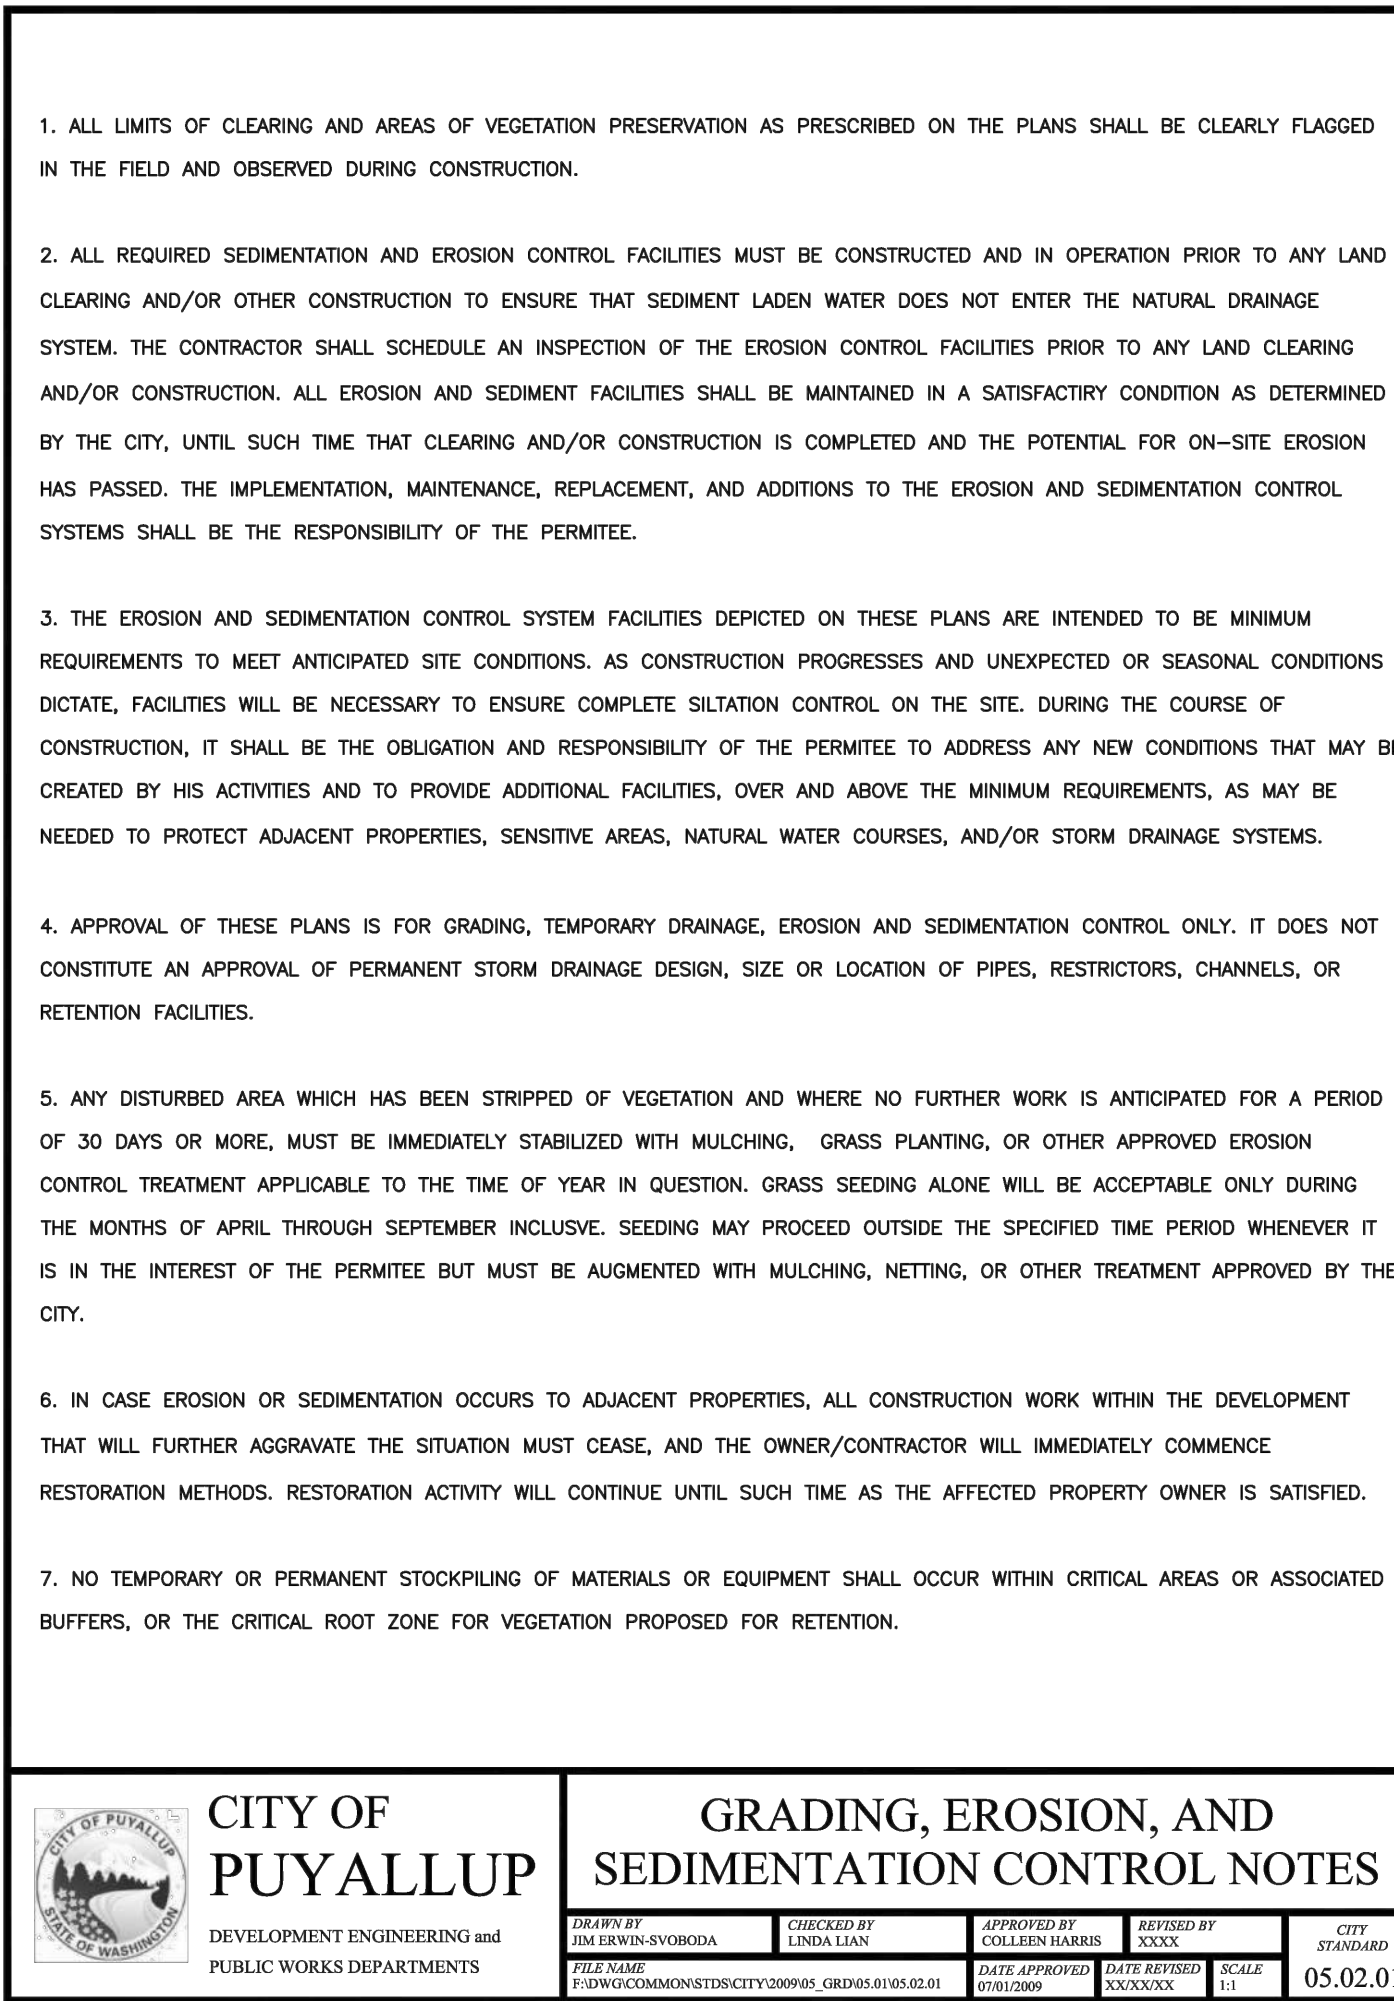 1. ALL LIMITS OF CLEARING AND AREAS OF VEGETATION PRESERVATION AS PRESCRIBED ON THE PLANS SHALL BE CLEARLY FLAGGED
IN THE FIELD AND OBSERVED DURING CONSTRUCTION.
2. ALL REQUIRED SEDIMENTATION AND EROSION CONTROL FACILITIES MUST BE CONSTRUCTED AND IN OPERATION PRIOR TO ANY LAND
CLEARING AND/OR OTHER CONSTRUCTION TO ENSURE THAT SEDIMENT LADEN WATER DOES NOT ENTER THE NATURAL DRAINAGE
SYSTEM. THE CONTRACTOR SHALL SCHEDULE AN INSPECTION OF THE EROSION CONTROL FACILITIES PRIOR TO ANY LAND CLEARING
AND/OR CONSTRUCTION. ALL EROSION AND SEDIMENT FACILITIES SHALL BE MAINTAINED IN A SATISFACTIRY CONDITION AS DETERMINED
BY THE CITY, UNTIL SUCH TIME THAT CLEARING AND/OR CONSTRUCTION IS COMPLETED AND THE POTENTIAL FOR ON-SITE EROSION
HAS PASSED. THE IMPLEMENTATION, MAINTENANCE, REPLACEMENT, AND ADDITIONS TO THE EROSION AND SEDIMENTATION CONTROL
SYSTEMS SHALL BE THE RESPONSIBILITY OF THE PERMITEE.
3. THE EROSION AND SEDIMENTATION CONTROL SYSTEM FACILITIES DEPICTED ON THESE PLANS ARE INTENDED TO BE MINIMUM
REQUIREMENTS TO MEET ANTICIPATED SITE CONDITIONS. AS CONSTRUCTION PROGRESSES AND UNEXPECTED OR SEASONAL CONDITIONS
DICTATE, FACILITIES WILL BE NECESSARY TO ENSURE COMPLETE SILTATION CONTROL ON THE SITE. DURING THE COURSE OF
CONSTRUCTION, IT SHALL BE THE OBLIGATION AND RESPONSIBILITY OF THE PERMITEE TO ADDRESS ANY NEW CONDITIONS THAT MAY BE
CREATED BY HIS ACTIVITIES AND TO PROVIDE ADDITIONAL FACILITIES, OVER AND ABOVE THE MINIMUM REQUIREMENTS, AS MAY BE
NEEDED TO PROTECT ADJACENT PROPERTIES, SENSITIVE AREAS, NATURAL WATER COURSES, AND/OR STORM DRAINAGE SYSTEMS.
4. APPROVAL OF THESE PLANS IS FOR GRADING, TEMPORARY DRAINAGE, EROSION AND SEDIMENTATION CONTROL ONLY. IT DOES NOT
CONSTITUTE AN APPROVAL OF PERMANENT STORM DRAINAGE DESIGN, SIZE OR LOCATION OF PIPES, RESTRICTORS, CHANNELS, OR
RETENTION FACILITIES.
5. ANY DISTURBED AREA WHICH HAS BEEN STRIPPED OF VEGETATION AND WHERE NO FURTHER WORK IS ANTICIPATED FOR A PERIOD
OF 30 DAYS OR MORE, MUST BE IMMEDIATELY STABILIZED WITH MULCHING, GRASS PLANTING, OR OTHER APPROVED EROSION
CONTROL TREATMENT APPLICABLE TO THE TIME OF YEAR IN QUESTION. GRASS SEEDING ALONE WILL BE ACCEPTABLE ONLY DURING
THE MONTHS OF APRIL THROUGH SEPTEMBER INCLUSVE. SEEDING MAY PROCEED OUTSIDE THE SPECIFIED TIME PERIOD WHENEVER IT
IS IN THE INTEREST OF THE PERMITEE BUT MUST BE AUGMENTED WITH MULCHING, NETTING, OR OTHER TREATMENT APPROVED BY THE
CITY.
6. IN CASE EROSION OR SEDIMENTATION OCCURS TO ADJACENT PROPERTIES, ALL CONSTRUCTION WORK WITHIN THE DEVELOPMENT
THAT WILL FURTHER AGGRAVATE THE SITUATION MUST CEASE, AND THE OWNER/CONTRACTOR WILL IMMEDIATELY COMMENCE
RESTORATION METHODS. RESTORATION ACTIVITY WILL CONTINUE UNTIL SUCH TIME AS THE AFFECTED PROPERTY OWNER IS SATISFIED.
7. NO TEMPORARY OR PERMANENT STOCKPILING OF MATERIALS OR EQUIPMENT SHALL OCCUR WITHIN CRITICAL AREAS OR ASSOCIATED
BUFFERS, OR THE CRITICAL ROOT ZONE FOR VEGETATION PROPOSED FOR RETENTION.
CITY OF PUYALLUP
STATE OF WASHINGTON
CITY OF
PUYALLUP
DEVELOPMENT ENGINEERING and
PUBLIC WORKS DEPARTMENTS
GRADING, EROSION, AND
SEDIMENTATION CONTROL NOTES
DRAWN BY
JIM ERWIN-SVOBODA
CHECKED BY
LINDA LIAN
APPROVED BY
COLLEEN HARRIS
REVISED BY
XXXX
FILE NAME
F:\DWG\COMMON\STDS\CITY\2009\05_GRD\05.01\05.02.01
DATE APPROVED
07/01/2009
DATE REVISED
XX/XX/XX
SCALE
1:1
CITY
STANDARD
05.02.01